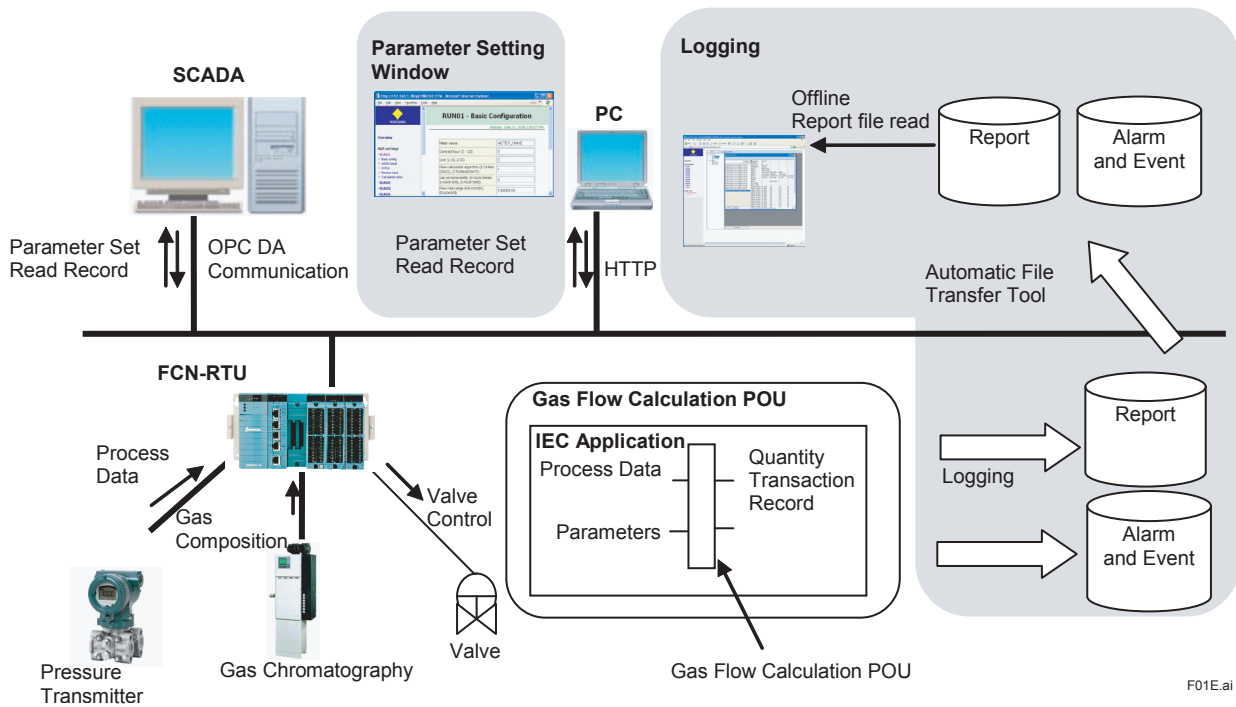 SCADA
Parameter Setting
Window
RUN01 - Basic Configuration
PC
Logging
Offline
Report file read
Report
Alarm
and Event
Parameter Set
Read Record
OPC DA
Communication
Parameter Set
Read Record
HTTP
Automatic File
Transfer Tool
FCN-RTU
Process
Data
Gas
Composition
Valve
Control
Pressure
Transmitter
Gas Chromatography
Valve
Gas Flow Calculation POU
IEC Application
Process Data
Parameters
Quantity
Transaction
Record
Gas Flow Calculation POU
Logging
Report
Alarm
and Event
F01E.ai